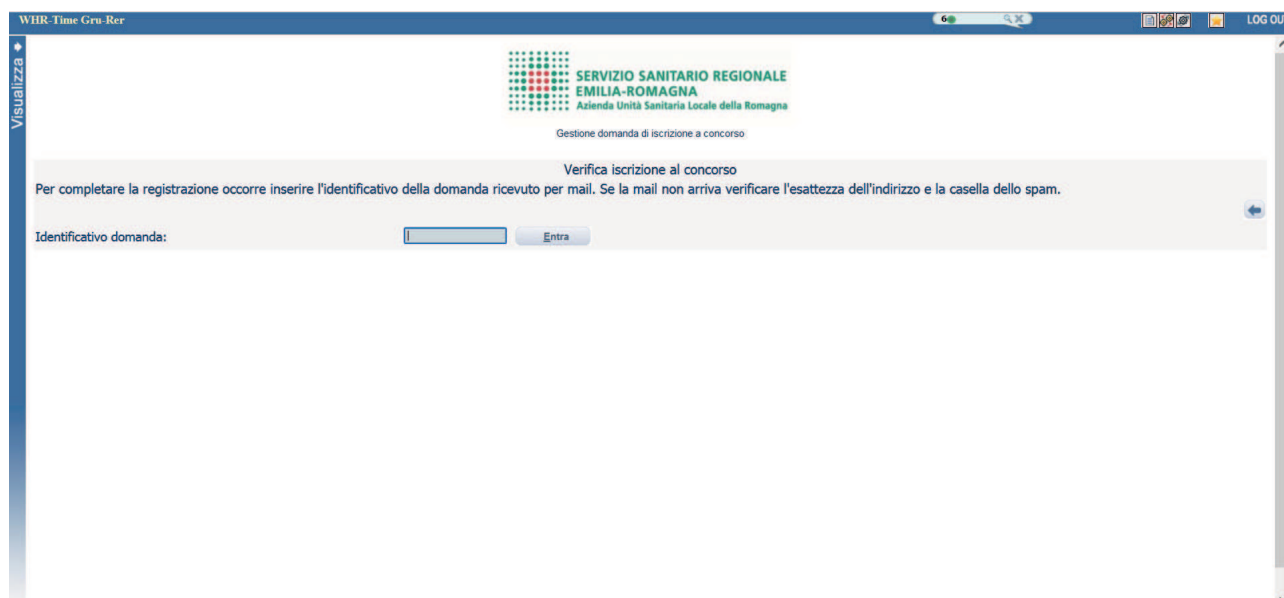 WHR-Time Gru-Rer
6
LOG OU
Visualizza
SERVIZIO SANITARIO REGIONALE
EMILIA-ROMAGNA
Azienda Unità Sanitaria Locale della Romagna
Gestione domanda di iscrizione a concorso
Verifica iscrizione al concorso
Per completare la registrazione occorre inserire l'identificativo della domanda ricevuto per mail. Se la mail non arriva verificare l'esattezza dell'indirizzo e la casella dello spam.
Identificativo domanda:
Entra